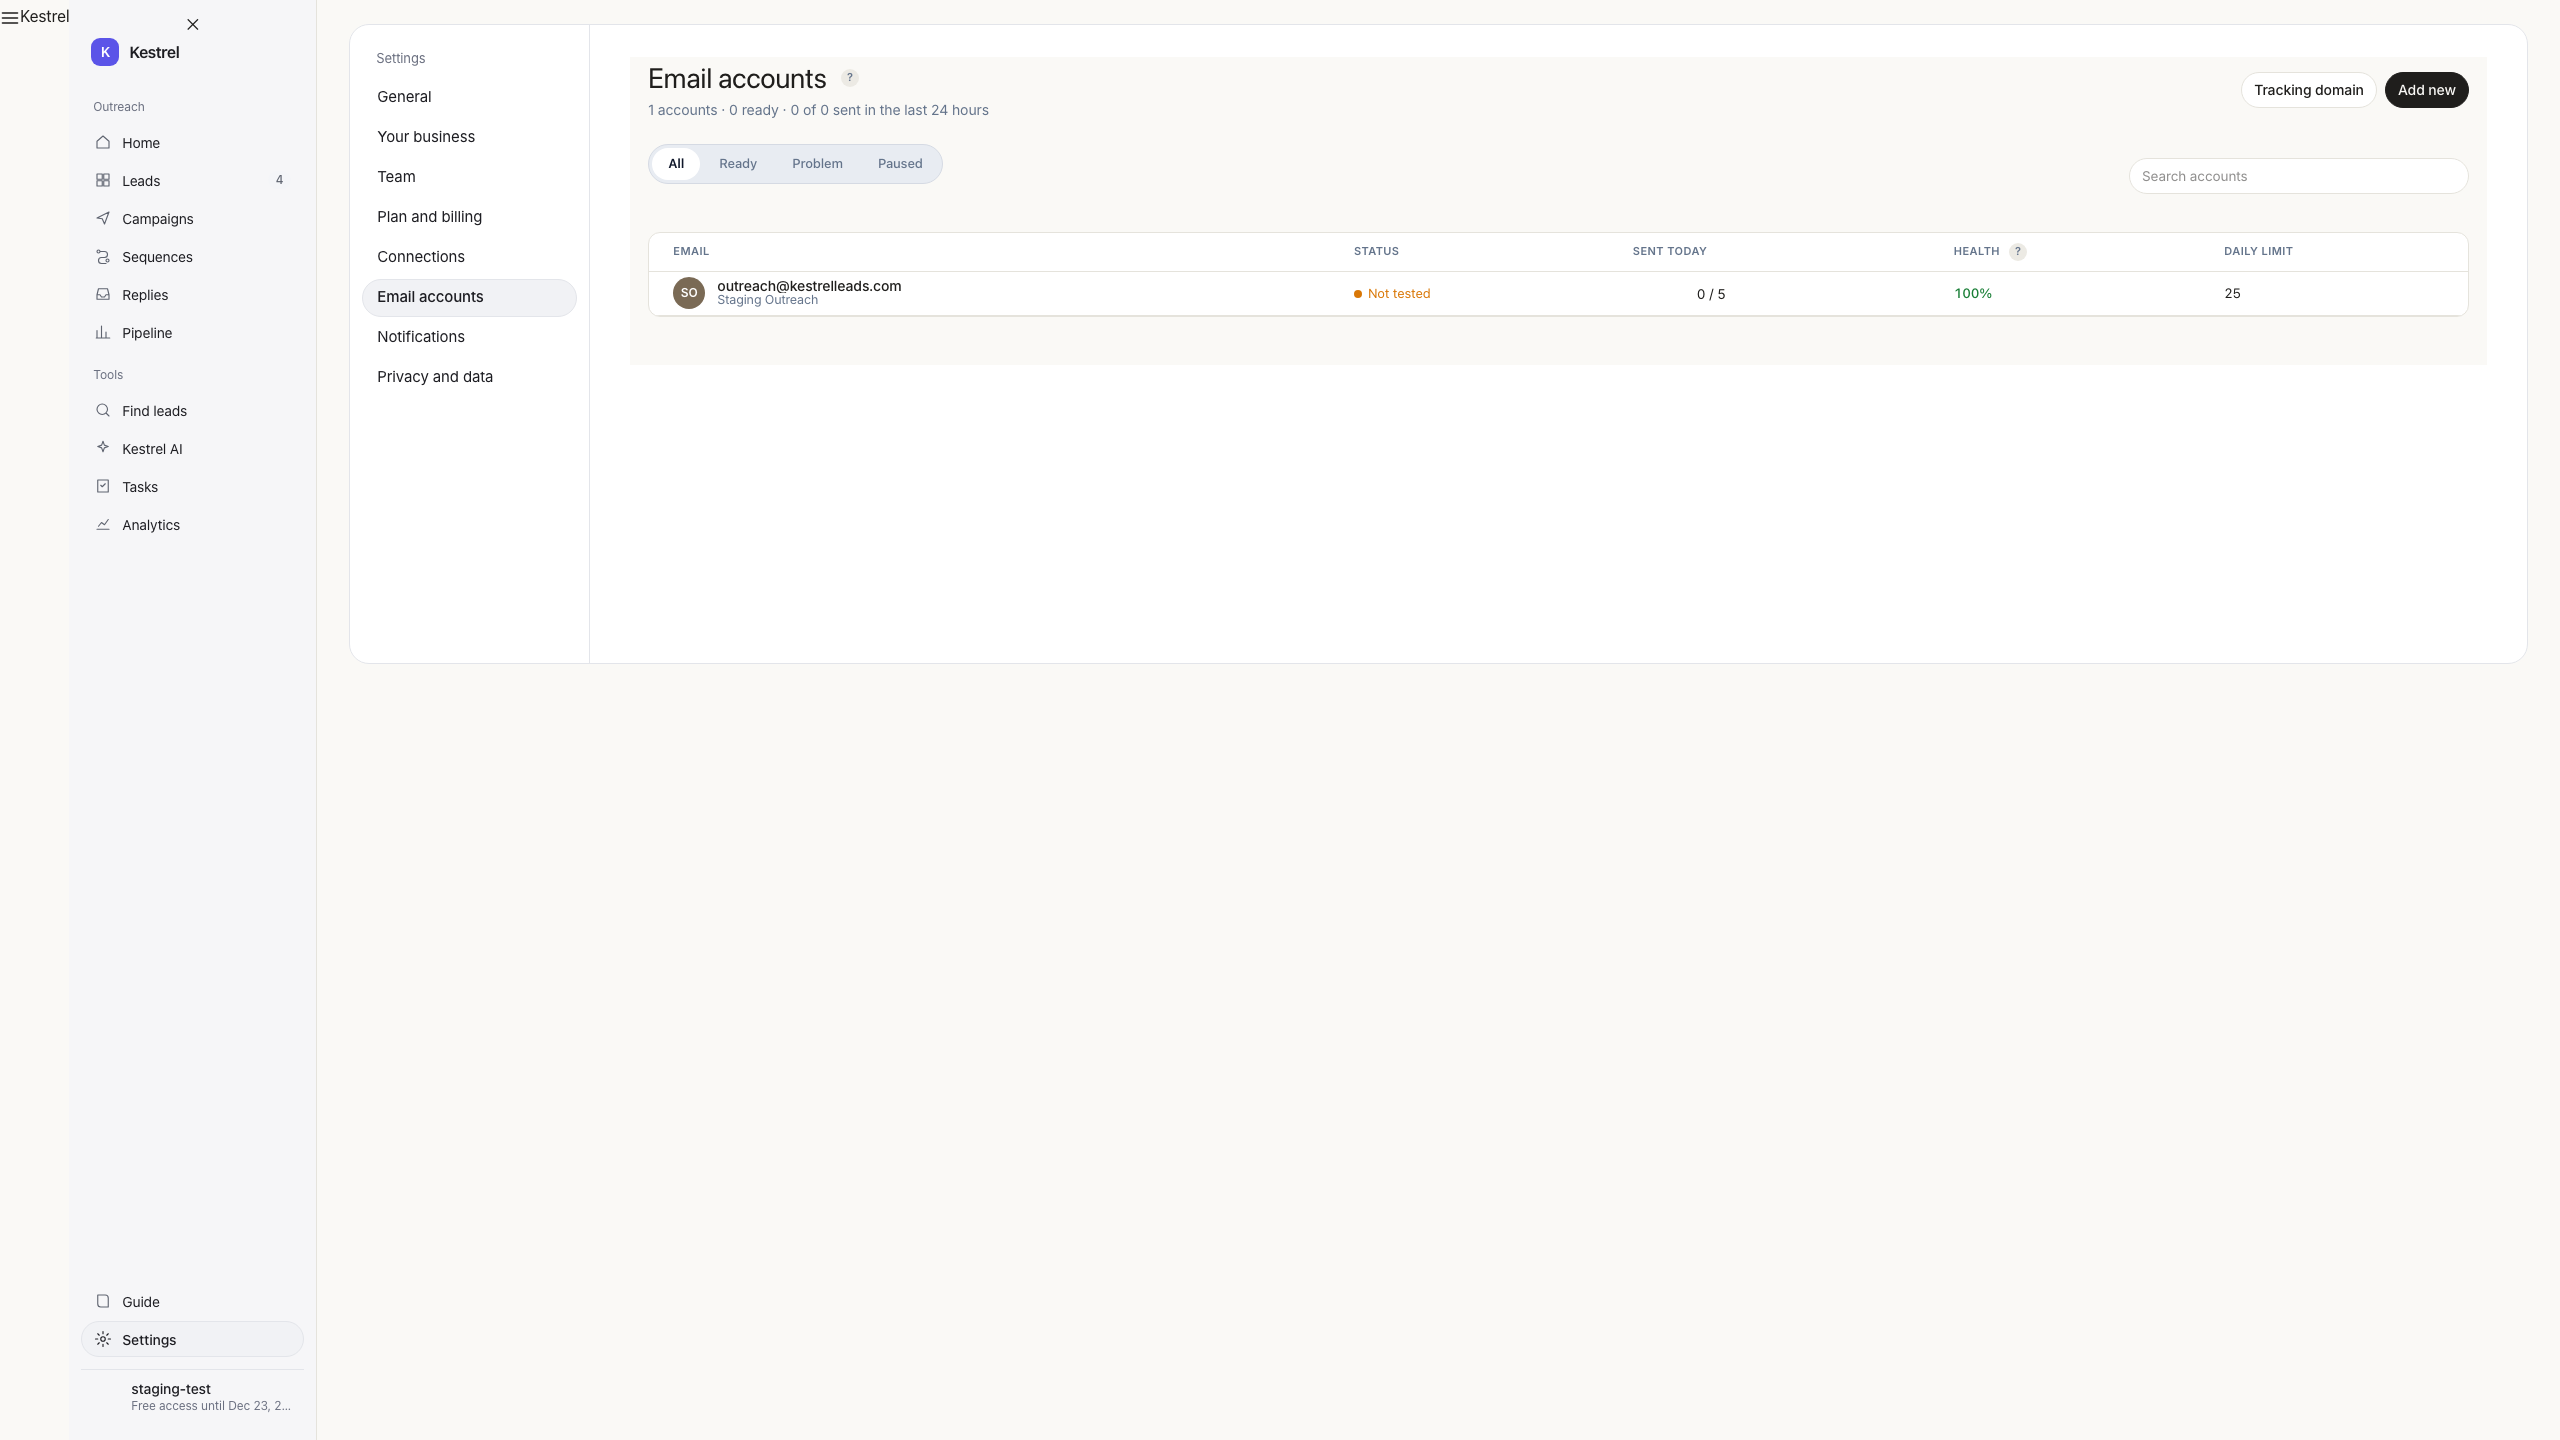 Kestrel
K Kestrel
Outreach
Home
Leads 4
Campaigns
Sequences
Replies
Pipeline
Tools
Find leads
Kestrel AI
Tasks
Analytics
Guide
Settings
staging-test
Free access until Dec 23, 2...
Settings
General
Your business
Team
Plan and billing
Connections
Email accounts
Notifications
Privacy and data
Email accounts ?
1 accounts · 0 ready · 0 of 0 sent in the last 24 hours
Tracking domain Add new
All Ready Problem Paused
Search accounts
EMAIL STATUS SENT TODAY HEALTH ? DAILY LIMIT
SO outreach@kestrelleads.com Not tested 0 / 5 100% 25
Staging Outreach